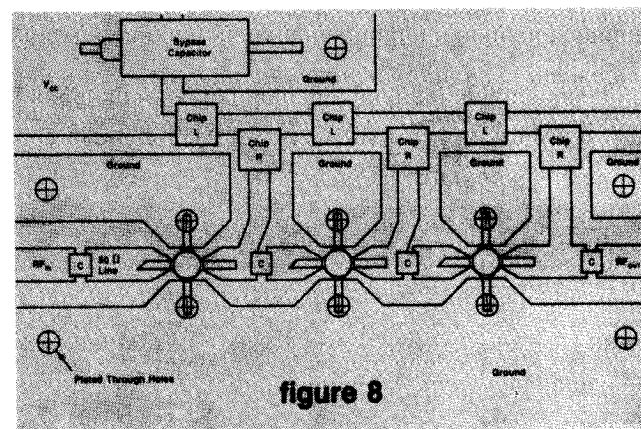 Bypass
Capacitor
Ground
Vcc
Chip
L
Chip
L
Chip
L
Chip
R
Chip
R
Chip
R
Ground
Ground
Ground
Ground
RFin
C
50 Ω
Line
C
C
C
RFout
Plated Through Holes
Ground
figure 8